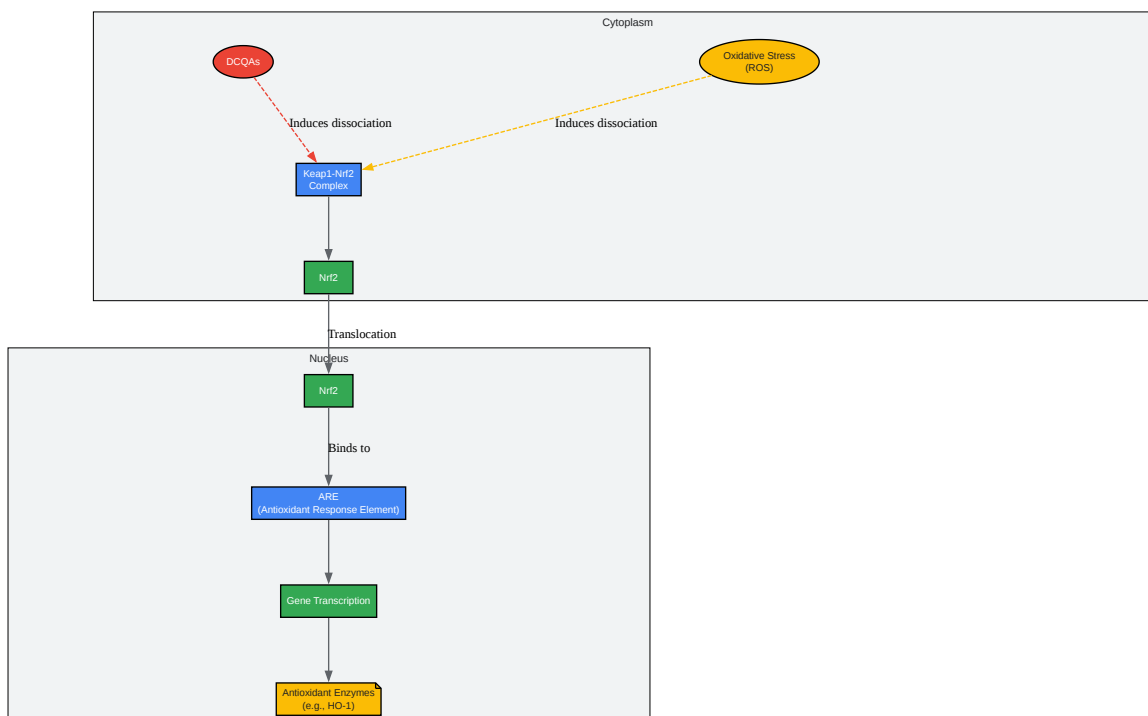 Cytoplasm
DCQAs
Oxidative Stress
(ROS)
Induces dissociation
Induces dissociation
Keap1-Nrf2
Complex
Nrf2
Translocation
Nucleus
Nrf2
Binds to
ARE
(Antioxidant Response Element)
Gene Transcription
Antioxidant Enzymes
(e.g., HO-1)